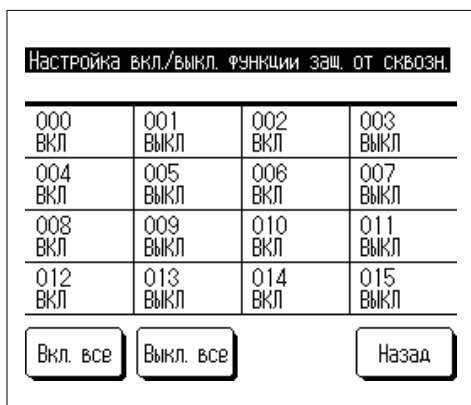 Настройка вкл./выкл. функции защ. от сквозн.
000 001 002 003
ВКЛ ВЫКЛ ВКЛ ВЫКЛ
004 005 006 007
ВКЛ ВЫКЛ ВКЛ ВЫКЛ
008 009 010 011
ВКЛ ВЫКЛ ВКЛ ВЫКЛ
012 013 014 015
ВКЛ ВЫКЛ ВКЛ ВЫКЛ
Вкл. все Выкл. все Назад